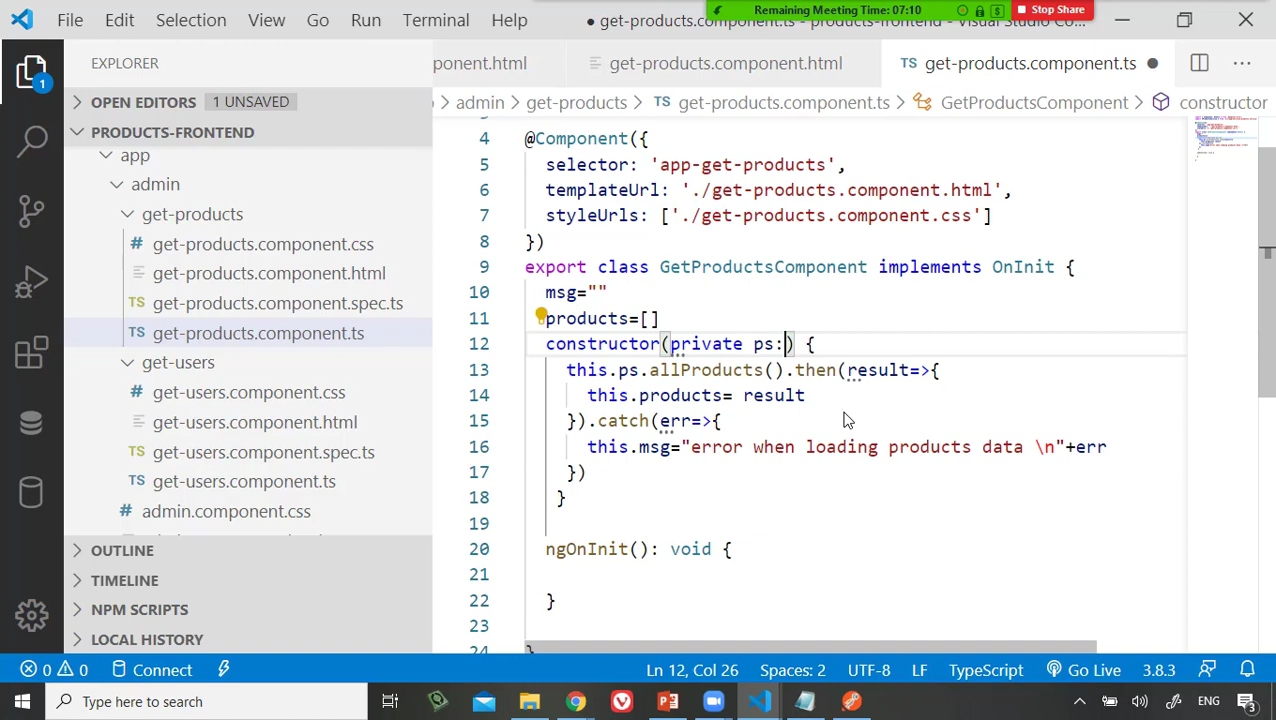 Remaining Meeting Time: 07:10
Stop Share
File Edit Selection View Go Run Terminal Help
● get-products.component.ts - products-frontend - Visual Studio Co...
EXPLORER
ponent.html
get-products.component.html
TS get-products.component.ts
OPEN EDITORS 1 UNSAVED
admin > get-products > TS get-products.component.ts > GetProductsComponent > constructor
PRODUCTS-FRONTEND
app
admin
get-products
# get-products.component.css
get-products.component.html
TS get-products.component.spec.ts
TS get-products.component.ts
get-users
# get-users.component.css
get-users.component.html
TS get-users.component.spec.ts
TS get-users.component.ts
# admin.component.css
OUTLINE
TIMELINE
NPM SCRIPTS
LOCAL HISTORY
4 @Component({
5 selector: 'app-get-products',
6 templateUrl: './get-products.component.html',
7 styleUrls: ['./get-products.component.css']
8 })
9 export class GetProductsComponent implements OnInit {
10 msg=""
11 products=[]
12 constructor(private ps:) {
13 this.ps.allProducts().then(result=>{
14 this.products= result
15 }).catch(err=>{
16 this.msg="error when loading products data \n"+err
17 })
18 }
19
20 ngOnInit(): void {
21
22 }
23
24 }
0 0 Connect
Ln 12, Col 26 Spaces: 2 UTF-8 LF TypeScript Go Live 3.8.3
Type here to search
ENG
3
1